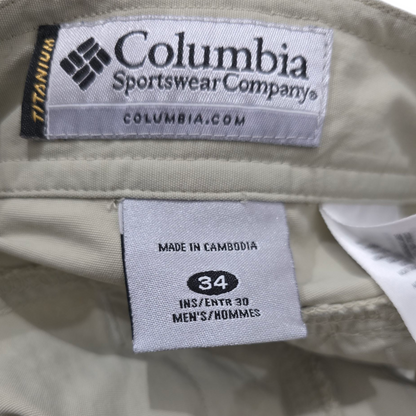 TITANIUM
Columbia
Sportswear Company®
COLUMBIA.COM
MADE IN CAMBODIA
34
INS/ENTR 30
MEN'S/HOMMES